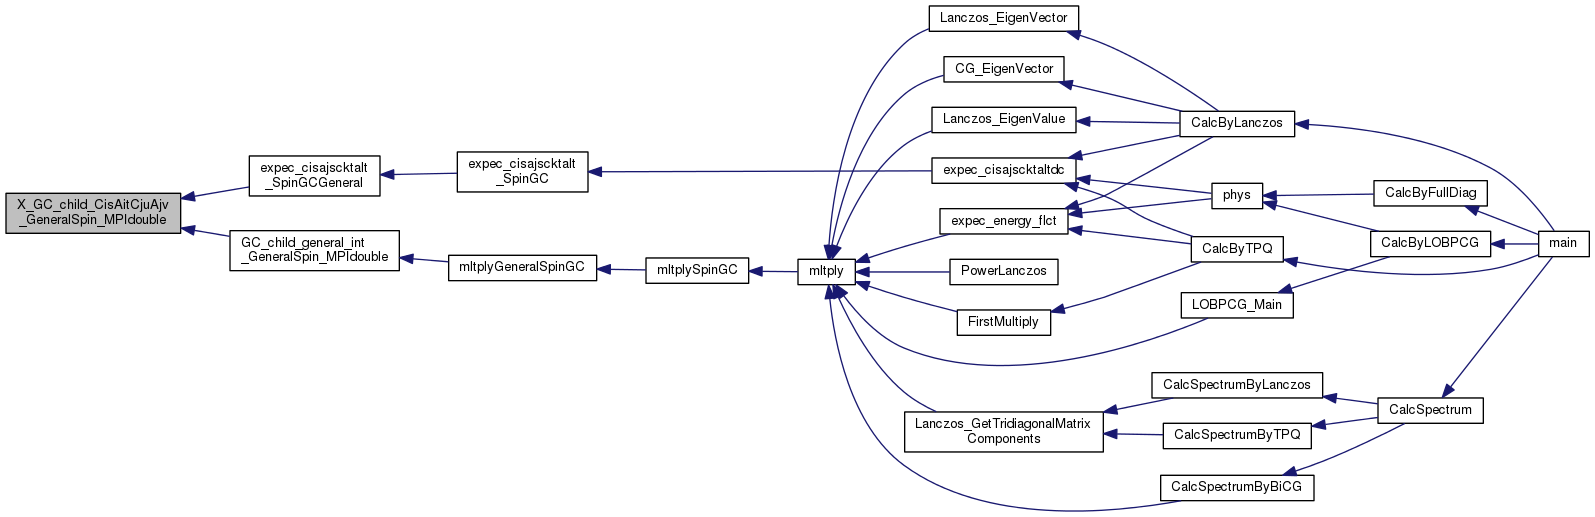 X_GC_child_CisAitCjuAjv
_GeneralSpin_MPIdouble
expec_cisajscktalt
_SpinGCGeneral
GC_child_general_int
_GeneralSpin_MPIdouble
expec_cisajscktalt
_SpinGC
mltplyGeneralSpinGC
mltplySpinGC
mltply
Lanczos_EigenVector
CG_EigenVector
Lanczos_EigenValue
expec_cisajscktaltdc
expec_energy_flct
PowerLanczos
FirstMultiply
Lanczos_GetTridiagonalMatrix
Components
CalcByLanczos
phys
CalcByTPQ
LOBPCG_Main
CalcSpectrumByLanczos
CalcSpectrumByTPQ
CalcSpectrumByBiCG
CalcByFullDiag
CalcByLOBPCG
CalcSpectrum
main